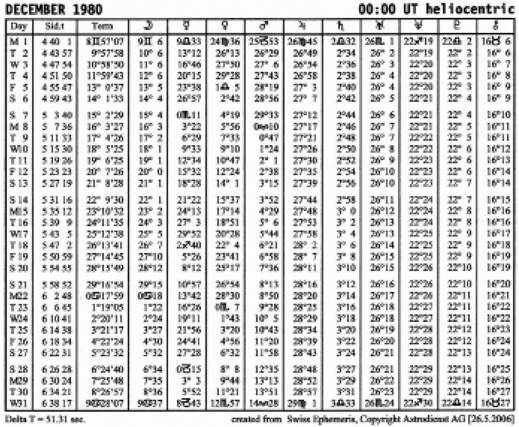 DECEMBER 1980 00:00 UT heliocentric
Day Sid.t Terra ☽ ☿ ♀ ♂ ♃ ♄ ♅ ♆ ♇ ⚷
M 1 4 40 1 8♊57'07 9♊ 6 26♍45 2♎32 26♏ 1 22♐19 22♎ 2 16♉ 6
T 2 4 43 57 9°57'58 10° 6 13°12 26°13 26°29 26°49 2°34 26° 2 22°19 22° 2 16° 6
W 3 4 47 54 10°58'50 11° 6 16°46 27°50 27° 6 26°54 2°36 26° 3 22°20 22° 3 16° 7
T 4 4 51 50 11°59'43 12° 6 20°15 29°28 27°43 26°58 2°38 26° 4 22°20 22° 3 16° 8
F 5 4 55 47 13° 0'37 13° 5 23°38 1♎ 5 28°19 27° 3 2°40 26° 5 22°21 22° 4 16° 9
S 6 4 59 43 14° 1'33 14° 4 26°57 2°42 28°56 27° 7 2°42 26° 5 22°21 22° 4 16° 9
S 7 5 3 40 15° 2'29 15° 4 0♏11 4°19 29°33 27°12 2°44 26° 6 22°21 22° 4 16°10
M 8 5 7 36 16° 3'27 16° 3 3°22 5°56 0♌10 27°17 2°46 26° 7 22°21 22° 5 16°11
T 9 5 11 33 17° 4'26 17° 2 6°29 7°33 0°47 27°21 2°48 26° 7 22°22 22° 5 16°11
W10 5 15 30 18° 5'25 18° 1 9°33 9°10 1°24 27°26 2°50 26° 8 22°22 22° 6 16°12
T11 5 19 26 19° 6'25 19° 1 12°34 10°47 2° 1 27°30 2°52 26° 9 22°23 22° 6 16°13
F12 5 23 23 20° 7'26 20° 0 15°32 12°24 2°38 27°35 2°54 26°10 22°23 22° 6 16°14
S13 5 27 19 21° 8'28 21° 1 18°28 14° 1 3°15 27°39 2°56 26°10 22°23 22° 7 16°14
S 14 5 31 16 22° 9'30 22° 1 21°22 15°37 3°52 27°44 2°58 26°11 22°24 22° 7 16°15
M15 5 35 12 23°10'32 23° 2 24°13 17°14 4°29 27°48 3° 0 26°12 22°24 22° 8 16°16
T 16 5 39 9 24°11'35 24° 3 27° 3 18°51 5° 6 27°53 3° 2 26°13 22°24 22° 8 16°16
W17 5 43 5 25°12'38 25° 5 29°52 20°28 5°44 27°58 3° 4 26°14 22°25 22° 9 16°17
T 18 5 47 2 26°13'41 26° 7 2♐40 22° 4 6°21 28° 2 3° 6 26°14 22°25 22° 9 16°18
F 19 5 50 59 27°14'45 27°10 5°26 23°41 6°58 28° 7 3° 8 26°15 22°25 22° 9 16°19
S 20 5 54 55 28°15'49 28°12 8°12 25°17 7°36 28°11 3°10 26°15 22°26 22°10 16°19
S 21 5 58 52 29°16'54 29°15 10°57 26°54 8°13 28°16 3°12 26°16 22°26 22°10 16°20
M22 6 2 48 0♋17'59 0♋18 13°42 28°30 8°50 28°20 3°14 26°17 22°26 22°11 16°21
T 23 6 6 45 1°19'05 1°22 16°26 0♏ 7 9°28 28°25 3°16 26°18 22°27 22°11 16°22
W24 6 10 41 2°20'11 2°24 19°11 1°43 10° 5 28°29 3°18 26°18 22°27 22°11 16°22
T 25 6 14 38 3°21'17 3°27 21°56 3°20 10°43 28°34 3°20 26°19 22°28 22°12 16°23
F 26 6 18 34 4°22'24 4°30 24°41 4°56 11°20 28°39 3°22 26°20 22°28 22°12 16°24
S 27 6 22 31 5°23'32 5°32 27°28 6°32 11°58 28°43 3°24 26°21 22°28 22°13 16°24
S 28 6 26 28 6°24'40 6°34 0♑15 8° 8 12°35 28°48 3°27 26°21 22°29 22°13 16°25
M29 6 30 24 7°25'48 7°35 3° 3 9°44 13°13 28°52 3°29 26°22 22°29 22°14 16°26
T 30 6 34 21 8°26'57 8°36 5°52 11°21 13°51 28°57 3°31 26°23 22°29 22°14 16°27
W31 6 38 17 9♋28'07 9♋37 8♑43 12♏57 14♌28 29♍ 1 3♎33 26♏24 22♐30 22♎14 16♉27
Delta T = 51.31 sec. created from Swiss Ephemeris, Copyright Astrodienst AG [26.5.2006]